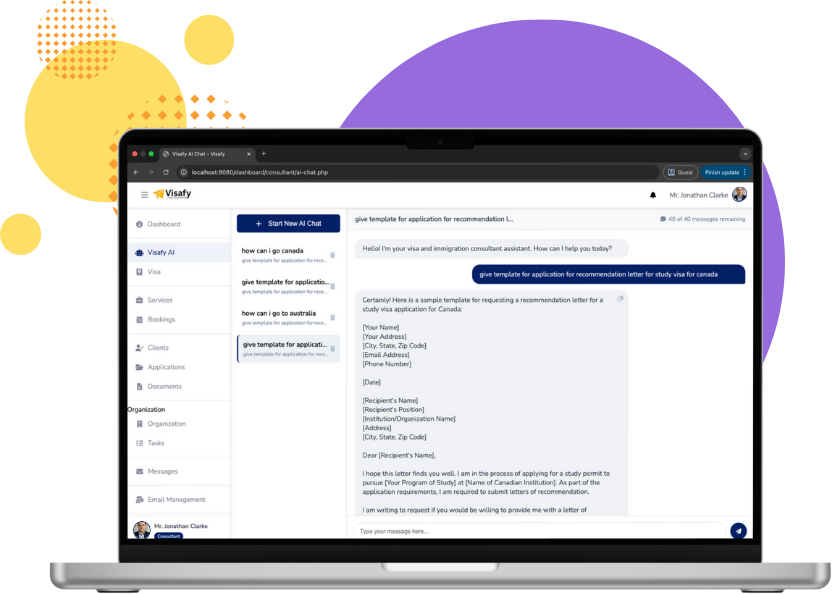 Visafy AI Chat - Visafy
localhost:8080/dashboard/consultant/ai-chat.php
Guest
Finish update
Visafy
Mr. Jonathan Clarke
Dashboard
Visafy AI
Visa
Services
Bookings
Clients
Applications
Documents
Organization
Organization
Tasks
Messages
Email Management
Mr. Jonathan Clarke
Consultant
+ Start New AI Chat
how can i go canada
give template for application for reco...
give template for applicatio...
give template for application for reco...
how can i go to australia
give template for application for reco...
give template for applicati...
give template for application for reco...
give template for application for recommendation l...
40 of 40 messages remaining
Hello! I'm your visa and immigration consultant assistant. How can I help you today?
give template for application for recommendation letter for study visa for canada
Certainly! Here is a sample template for requesting a recommendation letter for a
study visa application for Canada:
[Your Name]
[Your Address]
[City, State, Zip Code]
[Email Address]
[Phone Number]
[Date]
[Recipient's Name]
[Recipient's Position]
[Institution/Organization Name]
[Address]
[City, State, Zip Code]
Dear [Recipient's Name],
I hope this letter finds you well. I am in the process of applying for a study permit to
pursue [Your Program of Study] at [Name of Canadian Institution]. As part of the
application requirements, I am required to submit letters of recommendation.
I am writing to request if you would be willing to provide me with a letter of
Type your message here...